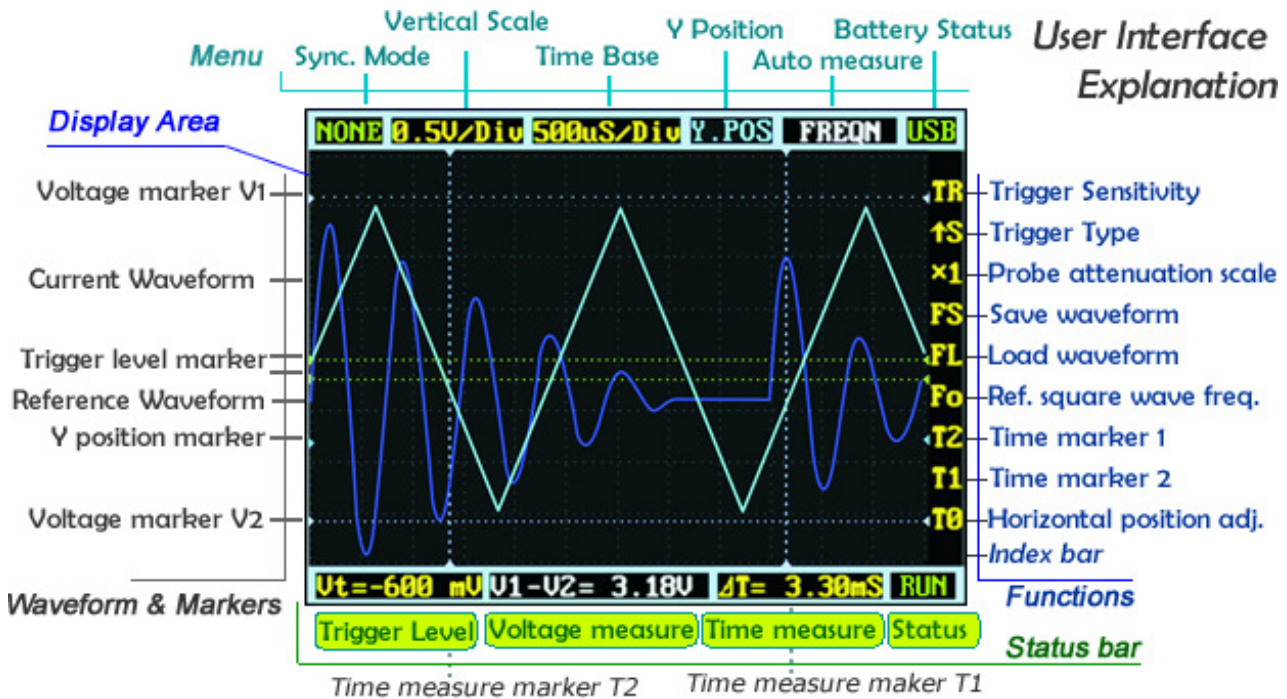 User Interface
Explanation
Vertical Scale
Y Position
Battery Status
Menu
Sync. Mode
Time Base
Auto measure
Display Area
NONE 0.5V/Div 500uS/Div Y.POS FREQN USB
Voltage marker V1
TR
Trigger Sensitivity
↑S
Trigger Type
Current Waveform
×1
Probe attenuation scale
FS
Save waveform
Trigger level marker
FL
Load waveform
Reference Waveform
Fo
Ref. square wave freq.
Y position marker
T2
Time marker 1
T1
Time marker 2
Voltage marker V2
T0
Horizontal position adj.
Index bar
Vt=-600 mV V1-V2= 3.18V ΔT= 3.30mS RUN
Waveform & Markers
Functions
Trigger Level Voltage measure Time measure Status
Status bar
Time measure marker T2
Time measure maker T1